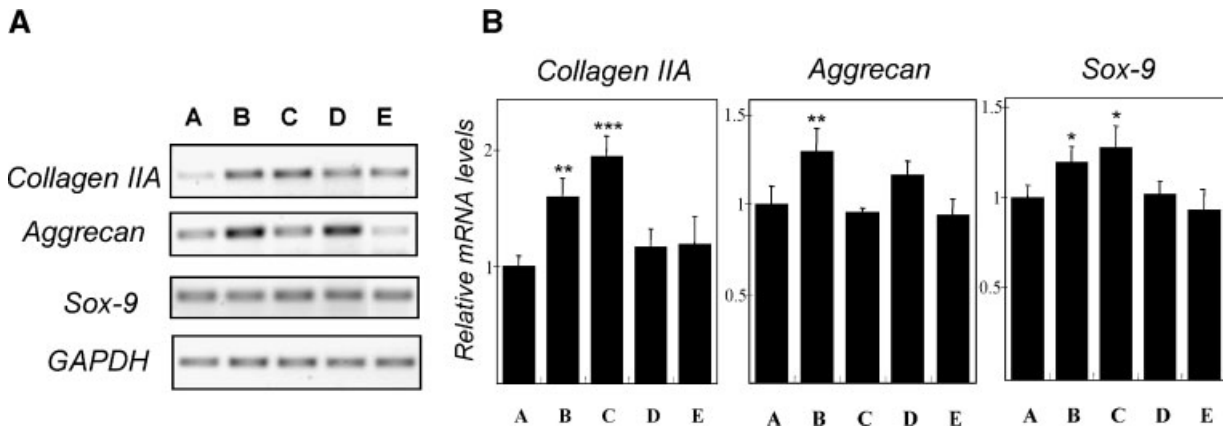 A
A B C D E
Collagen IIA
Aggrecan
Sox-9
GAPDH
B
Relative mRNA levels
Collagen IIA
2
1
**
***
A B C D E
Aggrecan
1.5
1
0.5
**
A B C D E
Sox-9
1.5
1
0.5
*
*
A B C D E